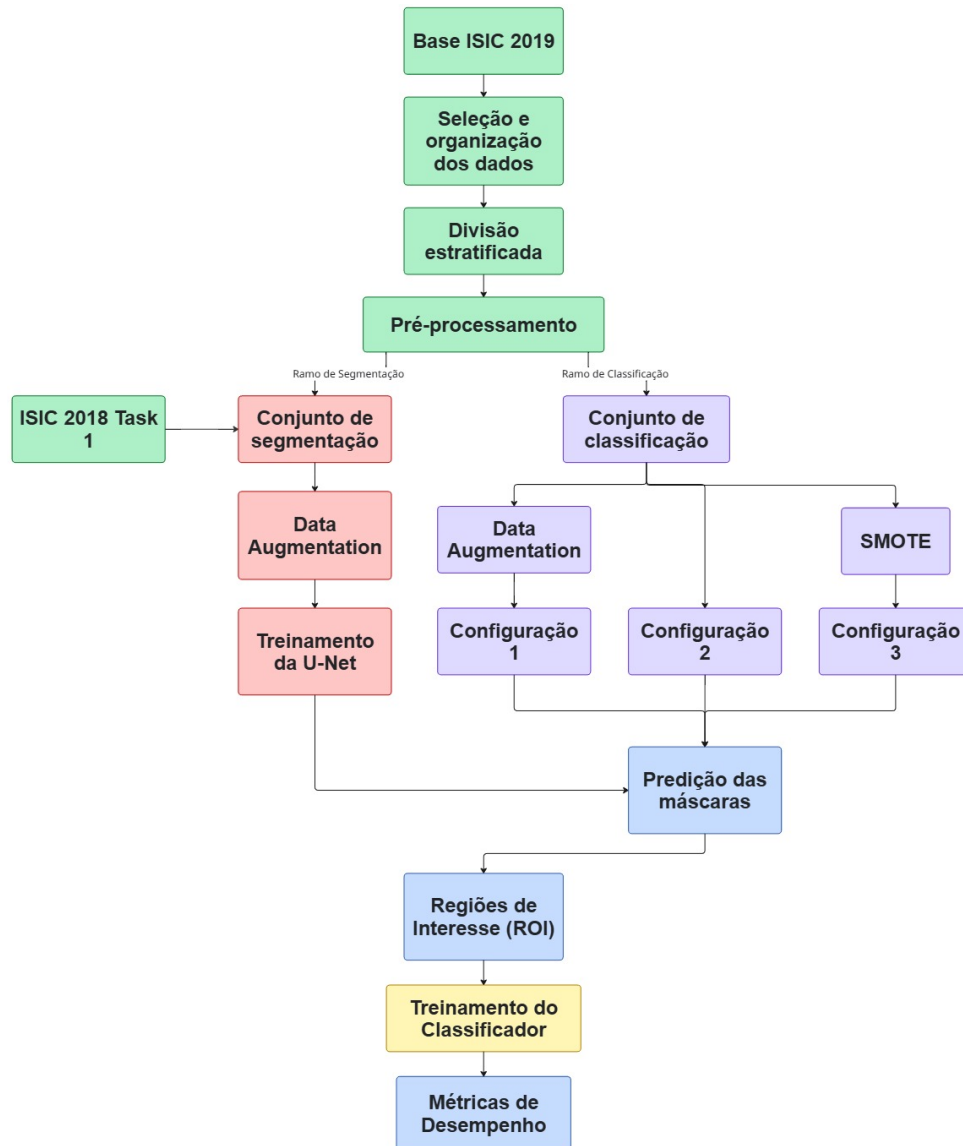 Base ISIC 2019
Seleção e
organização
dos dados
Divisão
estratificada
Pré-processamento
Ramo de Segmentação
Ramo de Classificação
ISIC 2018 Task
1
Conjunto de
segmentação
Conjunto de
classificação
Data
Augmentation
Data
Augmentation
SMOTE
Treinamento
da U-Net
Configuração
1
Configuração
2
Configuração
3
Predição das
máscaras
Regiões de
Interesse (ROI)
Treinamento do
Classificador
Métricas de
Desempenho